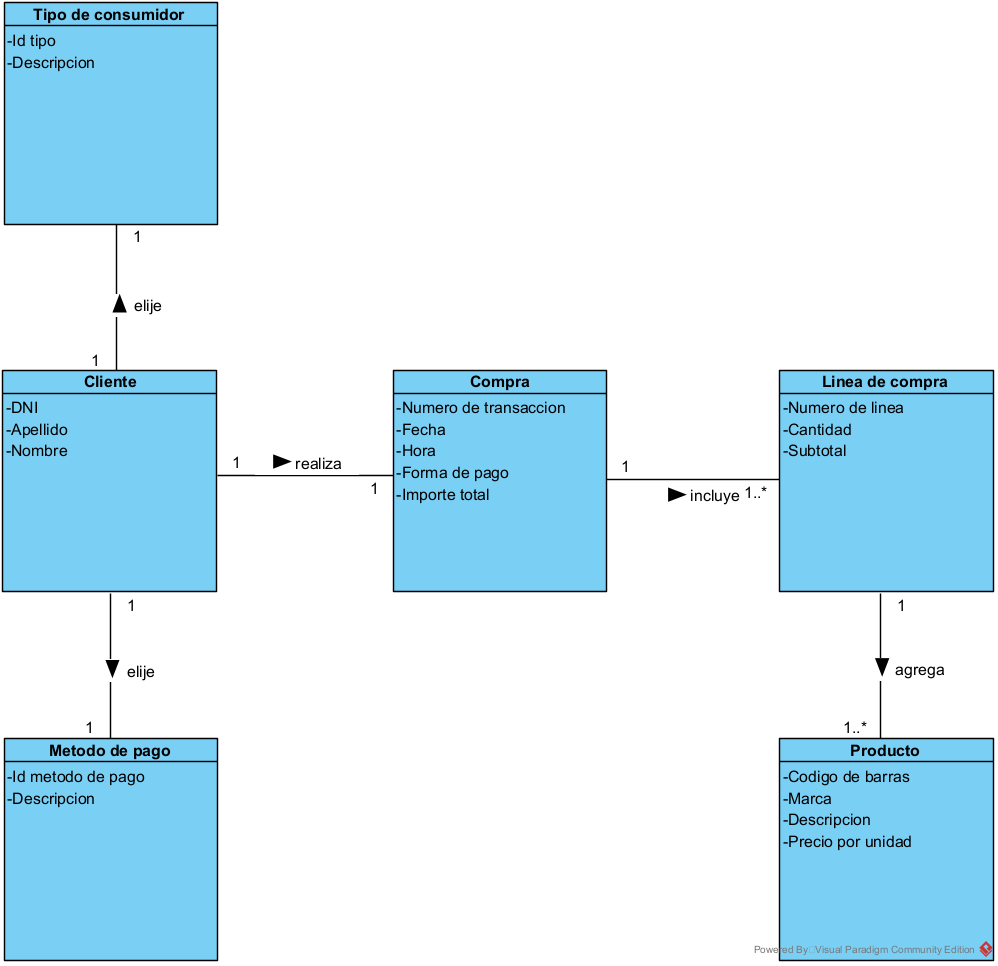 Tipo de consumidor
-Id tipo
-Descripcion
1
elije
1
Cliente
-DNI
-Apellido
-Nombre
1
realiza
1
Compra
-Numero de transaccion
-Fecha
-Hora
-Forma de pago
-Importe total
1
incluye
1..*
Linea de compra
-Numero de linea
-Cantidad
-Subtotal
1
elije
1
Metodo de pago
-Id metodo de pago
-Descripcion
1
agrega
1..*
Producto
-Codigo de barras
-Marca
-Descripcion
-Precio por unidad
Powered By Visual Paradigm Community Edition